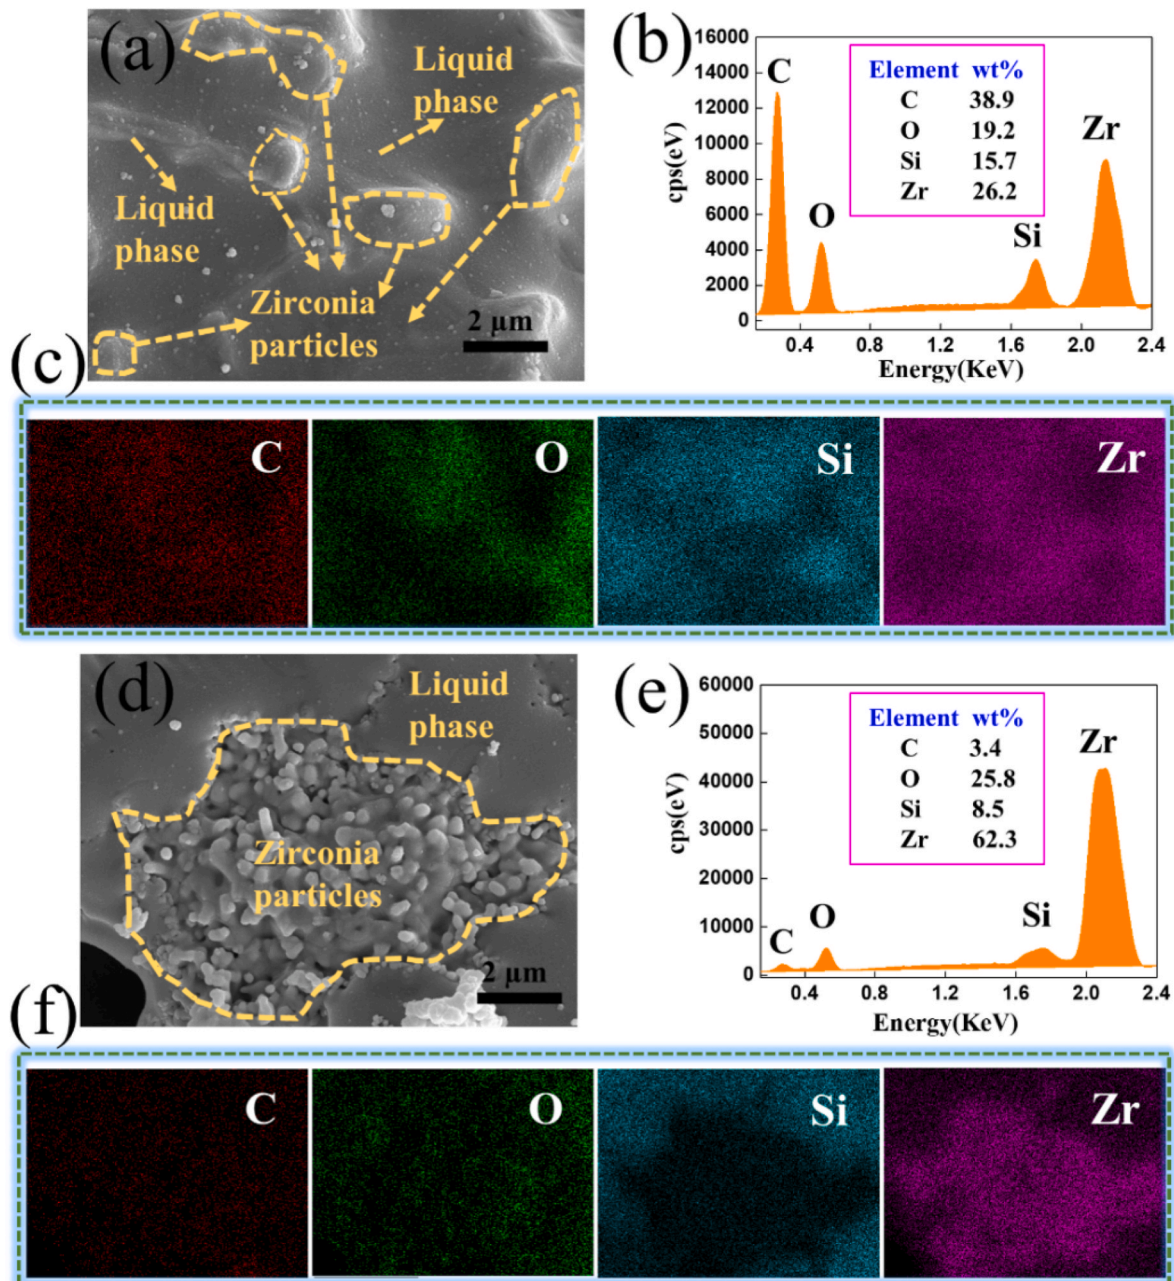 (a)
Liquid
phase
Liquid
phase
Zirconia
particles
2 µm
(b)
16000
14000
12000
10000
8000
6000
4000
2000
0
cps(eV)
C
O
Si
Zr
Element wt%
C 38.9
O 19.2
Si 15.7
Zr 26.2
0.4 0.8 1.2 1.6 2.0 2.4
Energy(KeV)
(c)
C
O
Si
Zr
(d)
Liquid
phase
Zirconia
particles
2 µm
(e)
60000
50000
40000
30000
20000
10000
0
cps(eV)
C
O
Si
Zr
Element wt%
C 3.4
O 25.8
Si 8.5
Zr 62.3
0.4 0.8 1.2 1.6 2.0 2.4
Energy(KeV)
(f)
C
O
Si
Zr